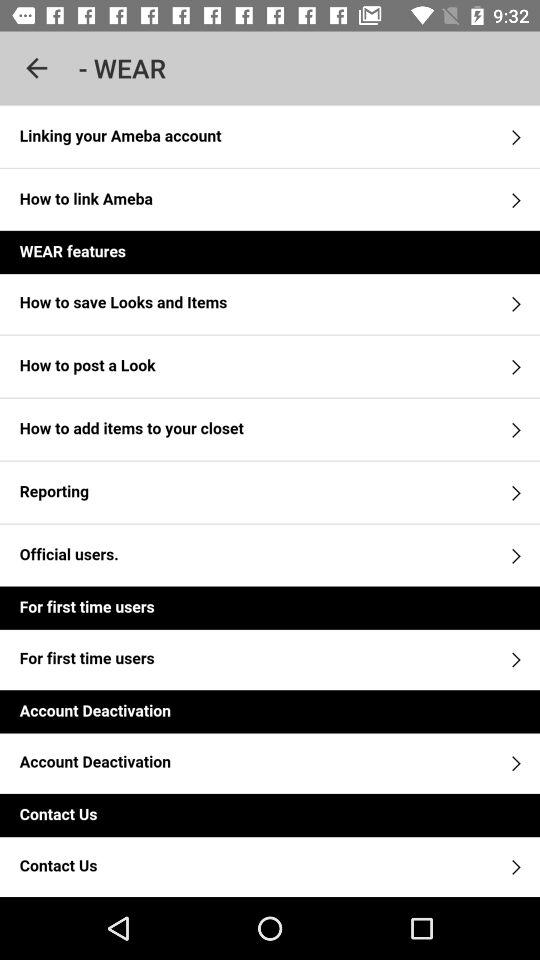 9:32
- WEAR
Linking your Ameba account
How to link Ameba
WEAR features
How to save Looks and Items
How to post a Look
How to add items to your closet
Reporting
Official users.
For first time users
For first time users
Account Deactivation
Account Deactivation
Contact Us
Contact Us